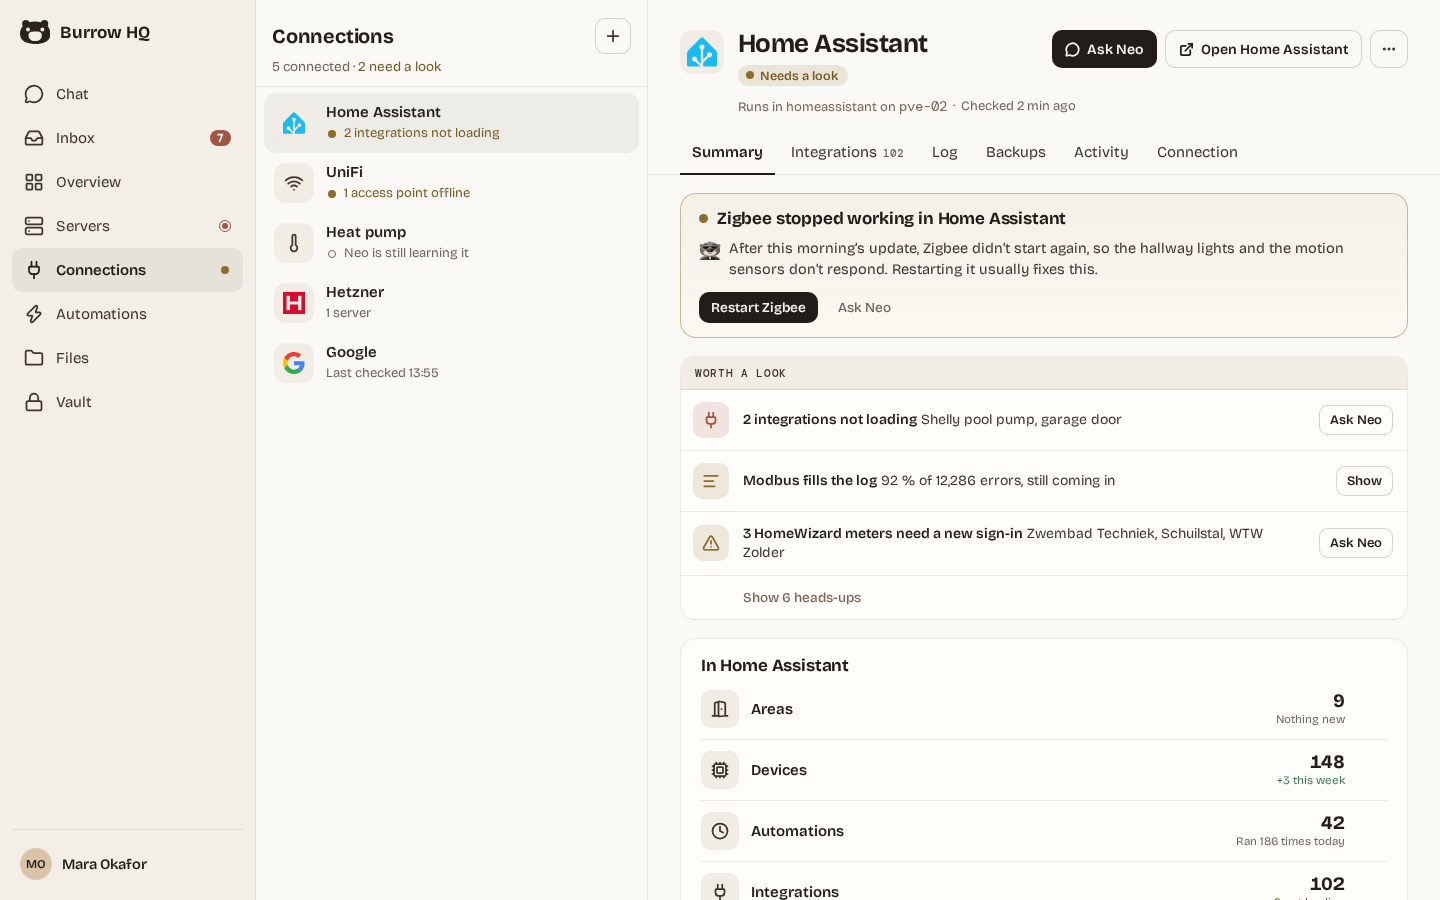 Burrow HQ
Chat
Inbox 7
Overview
Servers
Connections
Automations
Files
Vault
MO Mara Okafor
Connections
5 connected · 2 need a look
Home Assistant
2 integrations not loading
UniFi
1 access point offline
Heat pump
Neo is still learning it
Hetzner
1 server
Google
Last checked 13:55
Home Assistant
Needs a look
Runs in homeassistant on pve-02 · Checked 2 min ago
Ask Neo
Open Home Assistant
Summary Integrations 102 Log Backups Activity Connection
Zigbee stopped working in Home Assistant
After this morning's update, Zigbee didn't start again, so the hallway lights and the motion
sensors don't respond. Restarting it usually fixes this.
Restart Zigbee Ask Neo
WORTH A LOOK
2 integrations not loading Shelly pool pump, garage door Ask Neo
Modbus fills the log 92 % of 12,286 errors, still coming in Show
3 HomeWizard meters need a new sign-in Zwembad Techniek, Schuilstal, WTW
Zolder
Ask Neo
Show 6 heads-ups
In Home Assistant
Areas 9
Nothing new
Devices 148
+3 this week
Automations 42
Ran 186 times today
Integrations 102